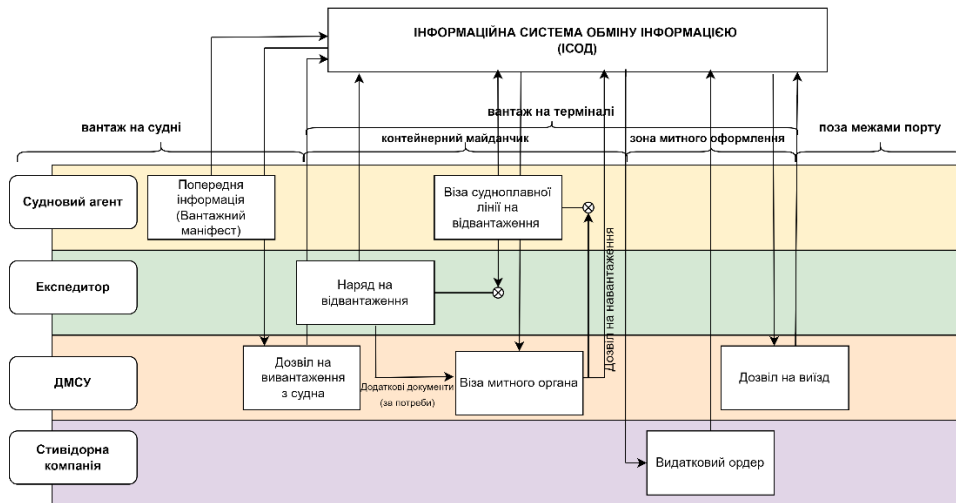 ІНФОРМАЦІЙНА СИСТЕМА ОБМІНУ ІНФОРМАЦІЄЮ
(ІСОД)
вантаж на терміналі
вантаж на судні
контейнерний майданчик
зона митного оформлення
поза межами порту
Судновий агент
Попередня
інформація
(Вантажний
маніфест)
Віза судноплавної
лінії на
відвантаження
Дозвіл на навантаження
Експедитор
Наряд на
відвантаження
ДМСУ
Дозвіл на
вивантаження
з судна
Додаткові документи
(за потреби)
Віза митного органа
Дозвіл на виїзд
Стивідорна
компанія
Видатковий ордер